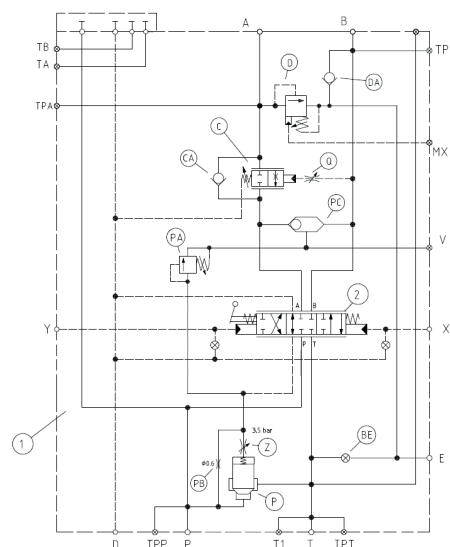 T
A
B
TB
TA
TP
D
DA
TPA
MX
C
CA
Q
PC
V
PA
A B
2
Y
X
P T
1
3.5 bar
Z
BE
E
Ø0.6
PB
P
D
TPP
P
T1
T
TPT